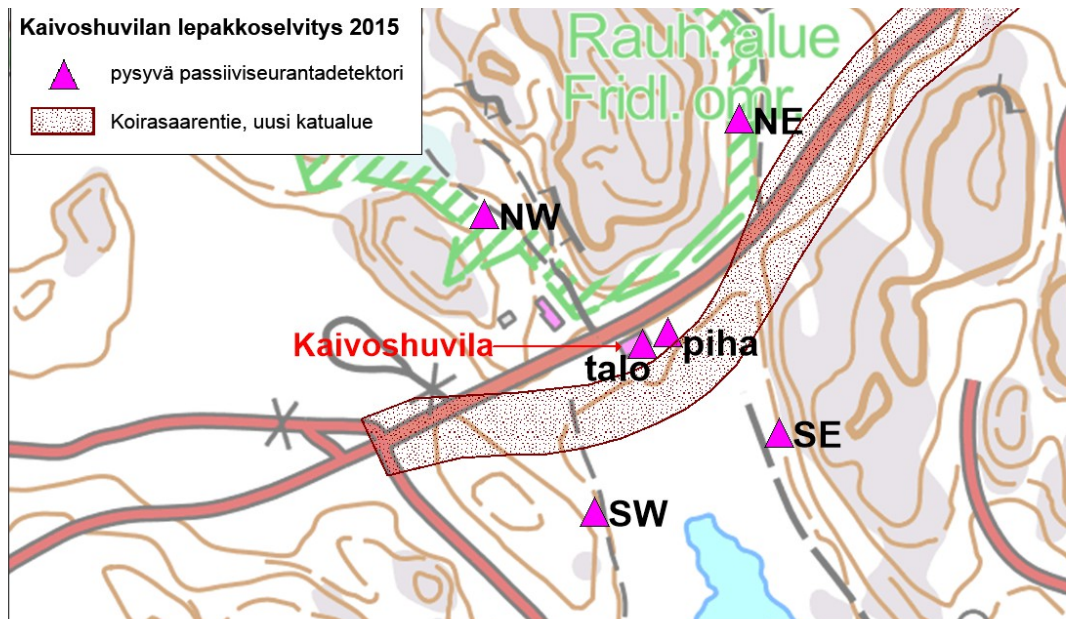 Kaivoshuvilan lepakkoselvitys 2015
pysyvä passiiviseurantadetektori
Koirasaarentie, uusi katualue
Rauh. alue
Fridl. omr.
NE
NW
Kaivoshuvila
piha
talo
SE
SW